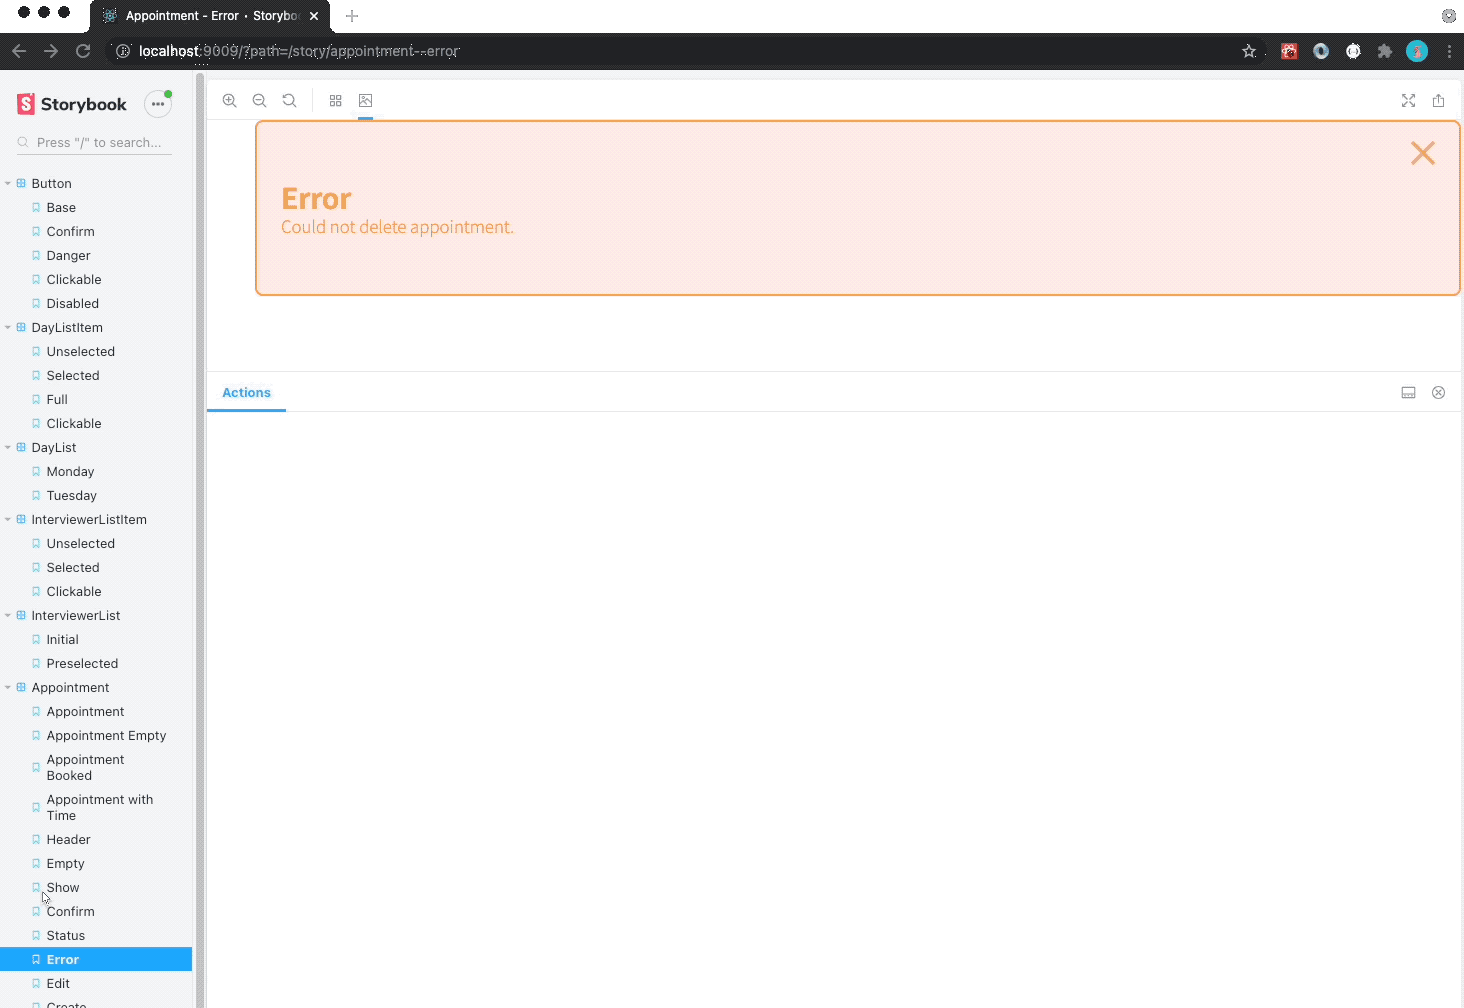 Appointment - Error · Storybo
localhost:9009/?path=/story/appointment--error
Storybook
Press "/" to search...
Button
Base
Confirm
Danger
Clickable
Disabled
DayListItem
Unselected
Selected
Full
Clickable
DayList
Monday
Tuesday
InterviewerListItem
Unselected
Selected
Clickable
InterviewerList
Initial
Preselected
Appointment
Appointment
Appointment Empty
Appointment
Booked
Appointment with
Time
Header
Empty
Show
Confirm
Status
Error
Edit
Create
Error
Could not delete appointment.
Actions